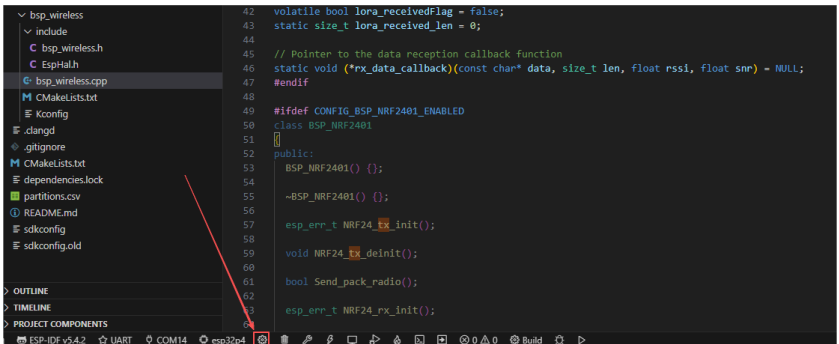 bsp_wireless
include
C bsp_wireless.h
C EspHal.h
bsp_wireless.cpp
M CMakeLists.txt
Kconfig
.clangd
.gitignore
M CMakeLists.txt
dependencies.lock
partitions.csv
README.md
sdkconfig
sdkconfig.old
OUTLINE
TIMELINE
PROJECT COMPONENTS
42 volatile bool lora_receivedFlag = false;
43 static size_t lora_received_len = 0;
44
45 // Pointer to the data reception callback function
46 static void (*rx_data_callback)(const char* data, size_t len, float rssi, float snr) = NULL;
47 #endif
48
49 #ifdef CONFIG_BSP_NRF2401_ENABLED
50 class BSP_NRF2401
51 {
52 public:
53 BSP_NRF2401() {};
54
55 ~BSP_NRF2401() {};
56
57 esp_err_t NRF24_tx_init();
58
59 void NRF24_tx_deinit();
60
61 bool Send_pack_radio();
62
63 esp_err_t NRF24_rx_init();
64
ESP-IDF v5.4.2 UART COM14 esp32p4 0 0 Build